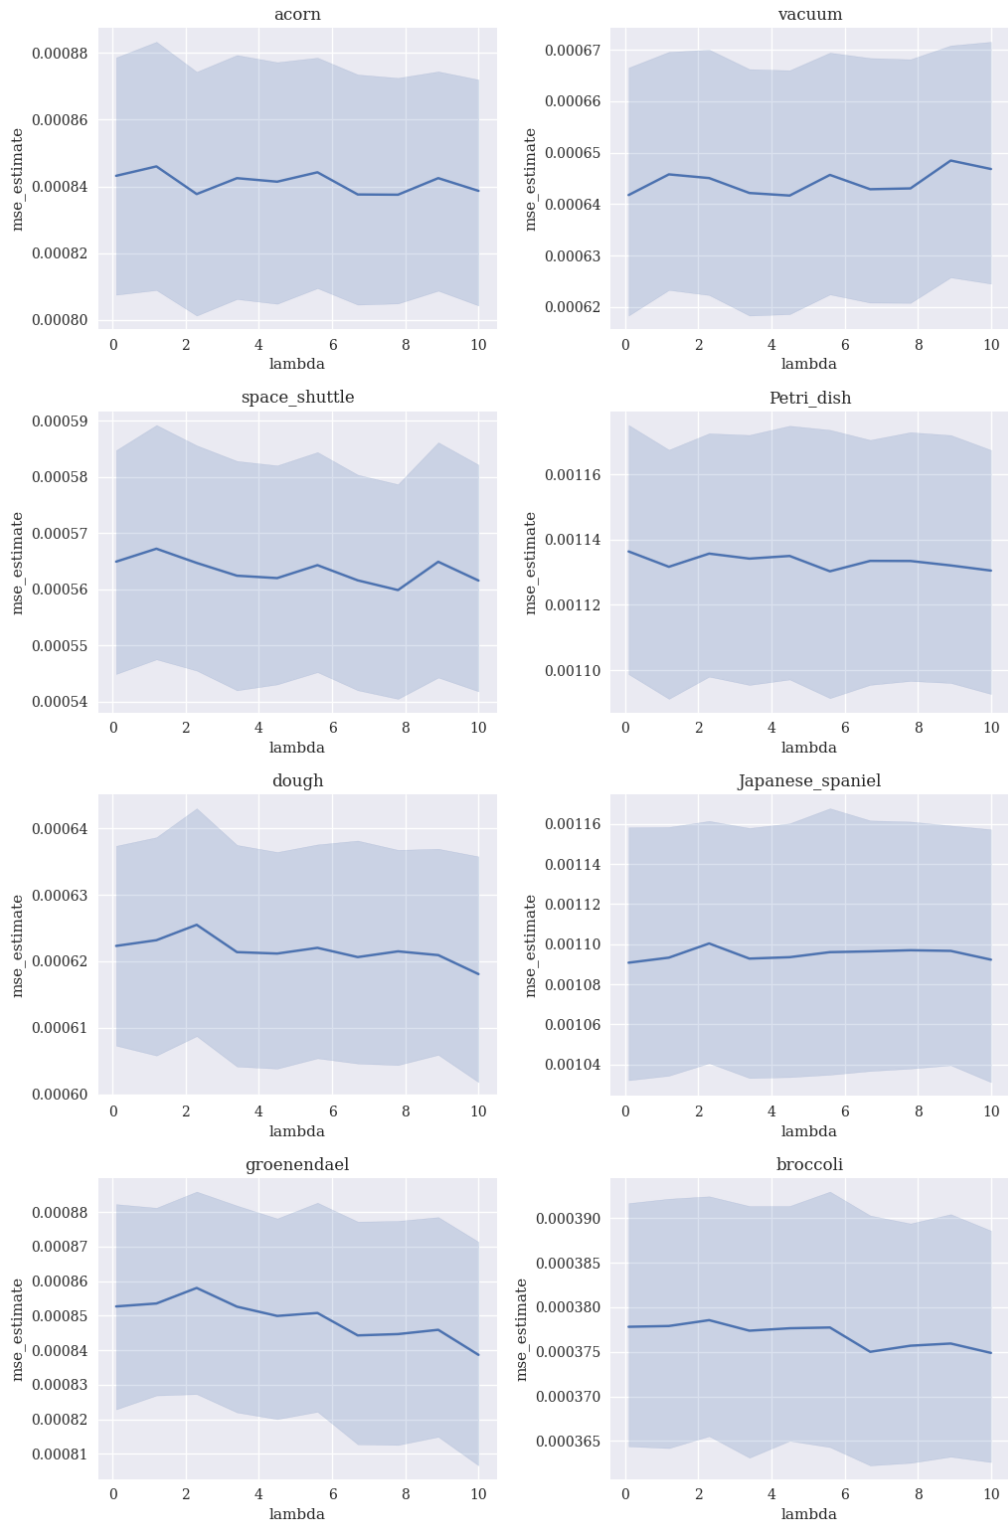 acorn
mse_estimate
0.00088
0.00086
0.00084
0.00082
0.00080
0 2 4 6 8 10
lambda
vacuum
mse_estimate
0.00067
0.00066
0.00065
0.00064
0.00063
0.00062
0 2 4 6 8 10
lambda
space_shuttle
mse_estimate
0.00059
0.00058
0.00057
0.00056
0.00055
0.00054
0 2 4 6 8 10
lambda
Petri_dish
mse_estimate
0.00116
0.00114
0.00112
0.00110
0 2 4 6 8 10
lambda
dough
mse_estimate
0.00064
0.00063
0.00062
0.00061
0.00060
0 2 4 6 8 10
lambda
Japanese_spaniel
mse_estimate
0.00116
0.00114
0.00112
0.00110
0.00108
0.00106
0.00104
0 2 4 6 8 10
lambda
groenendael
mse_estimate
0.00088
0.00087
0.00086
0.00085
0.00084
0.00083
0.00082
0.00081
0 2 4 6 8 10
lambda
broccoli
mse_estimate
0.000390
0.000385
0.000380
0.000375
0.000370
0.000365
0 2 4 6 8 10
lambda